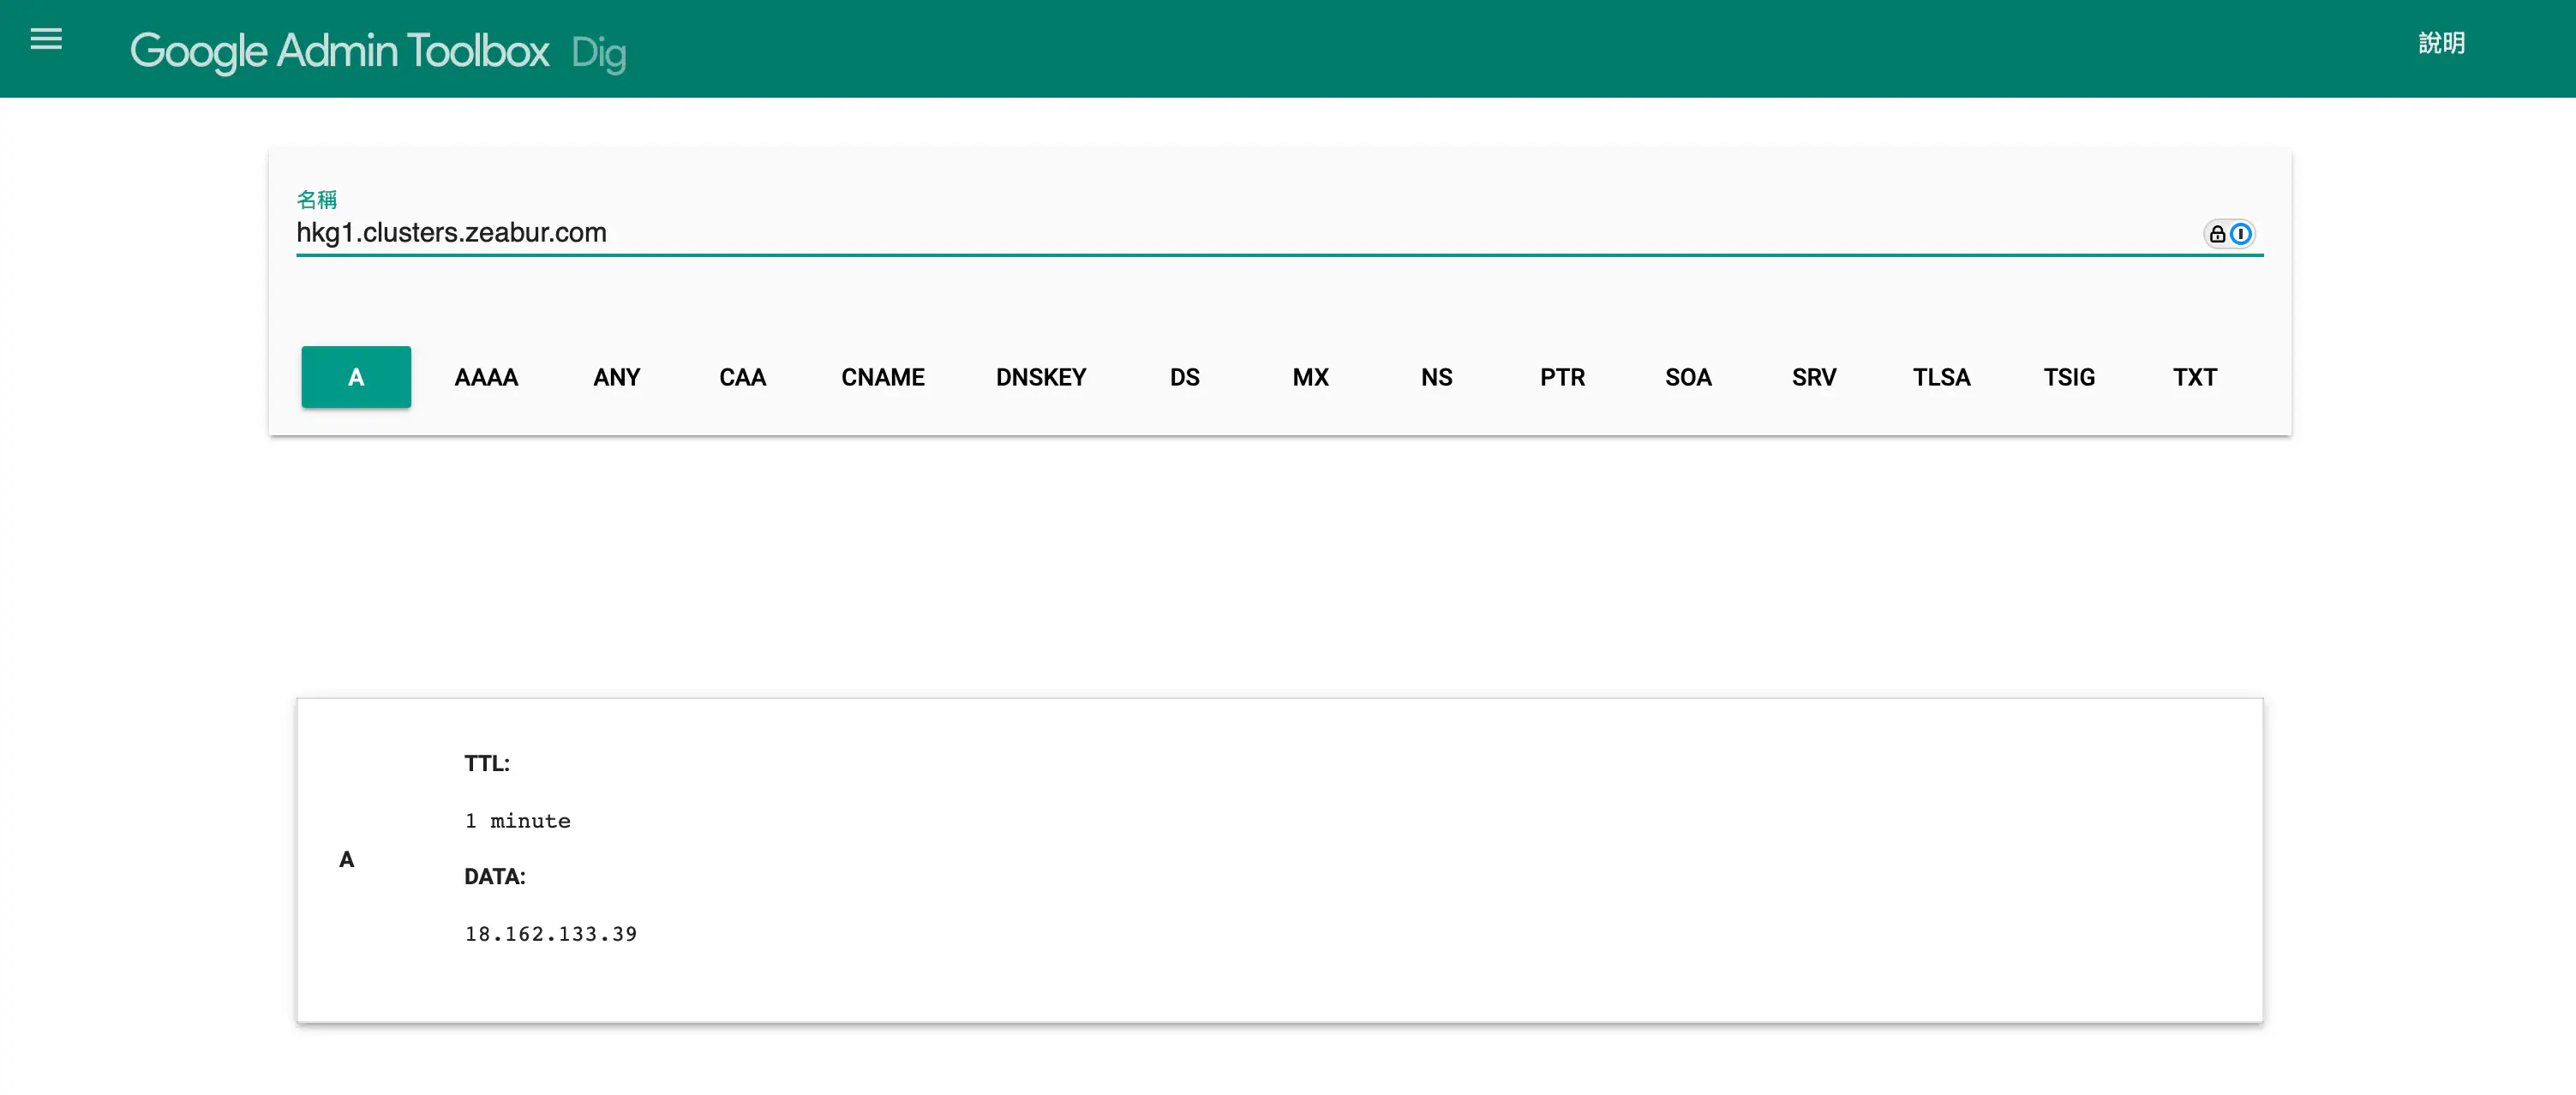 Google Admin Toolbox Dig
說明
名稱
hkg1.clusters.zeabur.com
A AAAA ANY CAA CNAME DNSKEY DS MX NS PTR SOA SRV TLSA TSIG TXT
TTL:
1 minute
A
DATA:
18.162.133.39